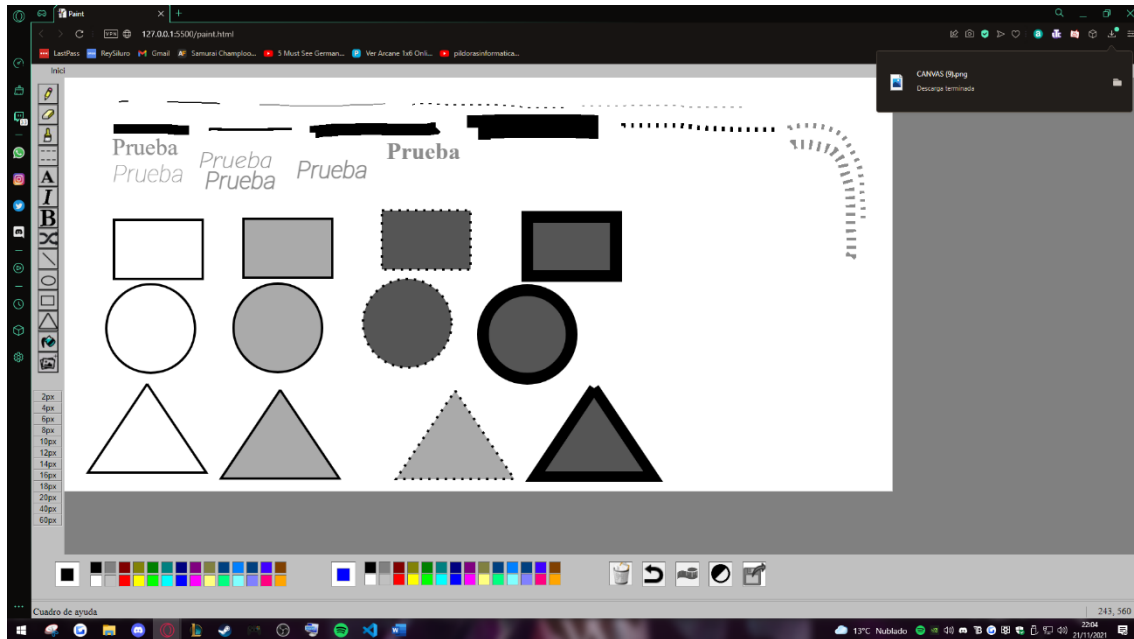 Paint
VPN 127.0.0.1:5500/paint.html
LastPass ReySiluro Gmail Samurai Champloo... 5 Must See German... Ver Arcane 1x6 Onli... pildorasinformatica...
CANVAS (9).png
Descarga terminada
Inici
A
I
B
Prueba
Prueba
Prueba
Prueba
Prueba
Prueba
2px
4px
6px
8px
10px
12px
14px
16px
18px
20px
40px
60px
Cuadro de ayuda
243, 560
13°C Nublado
22:04
21/11/2021